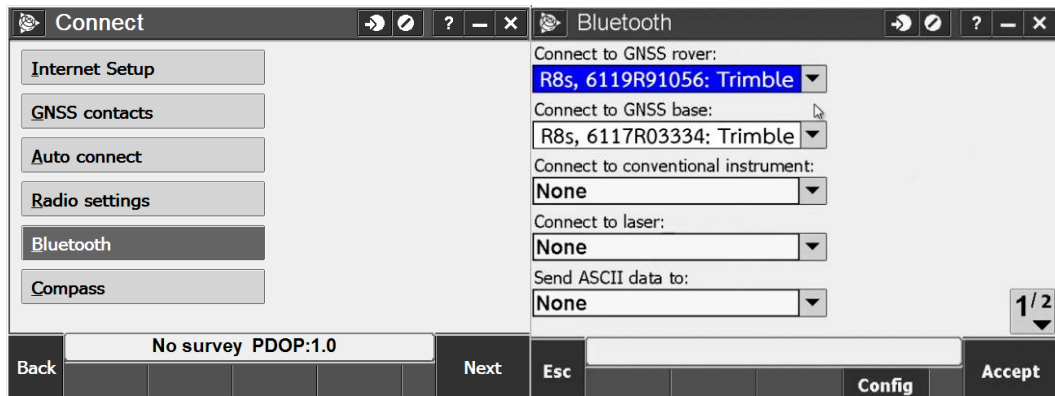 Connect
? – ×
Internet Setup
GNSS contacts
Auto connect
Radio settings
Bluetooth
Compass
No survey PDOP:1.0
Back
Next
Bluetooth
? – ×
Connect to GNSS rover:
R8s, 6119R91056: Trimble
Connect to GNSS base:
R8s, 6117R03334: Trimble
Connect to conventional instrument:
None
Connect to laser:
None
Send ASCII data to:
None
1/2
Esc
Config
Accept